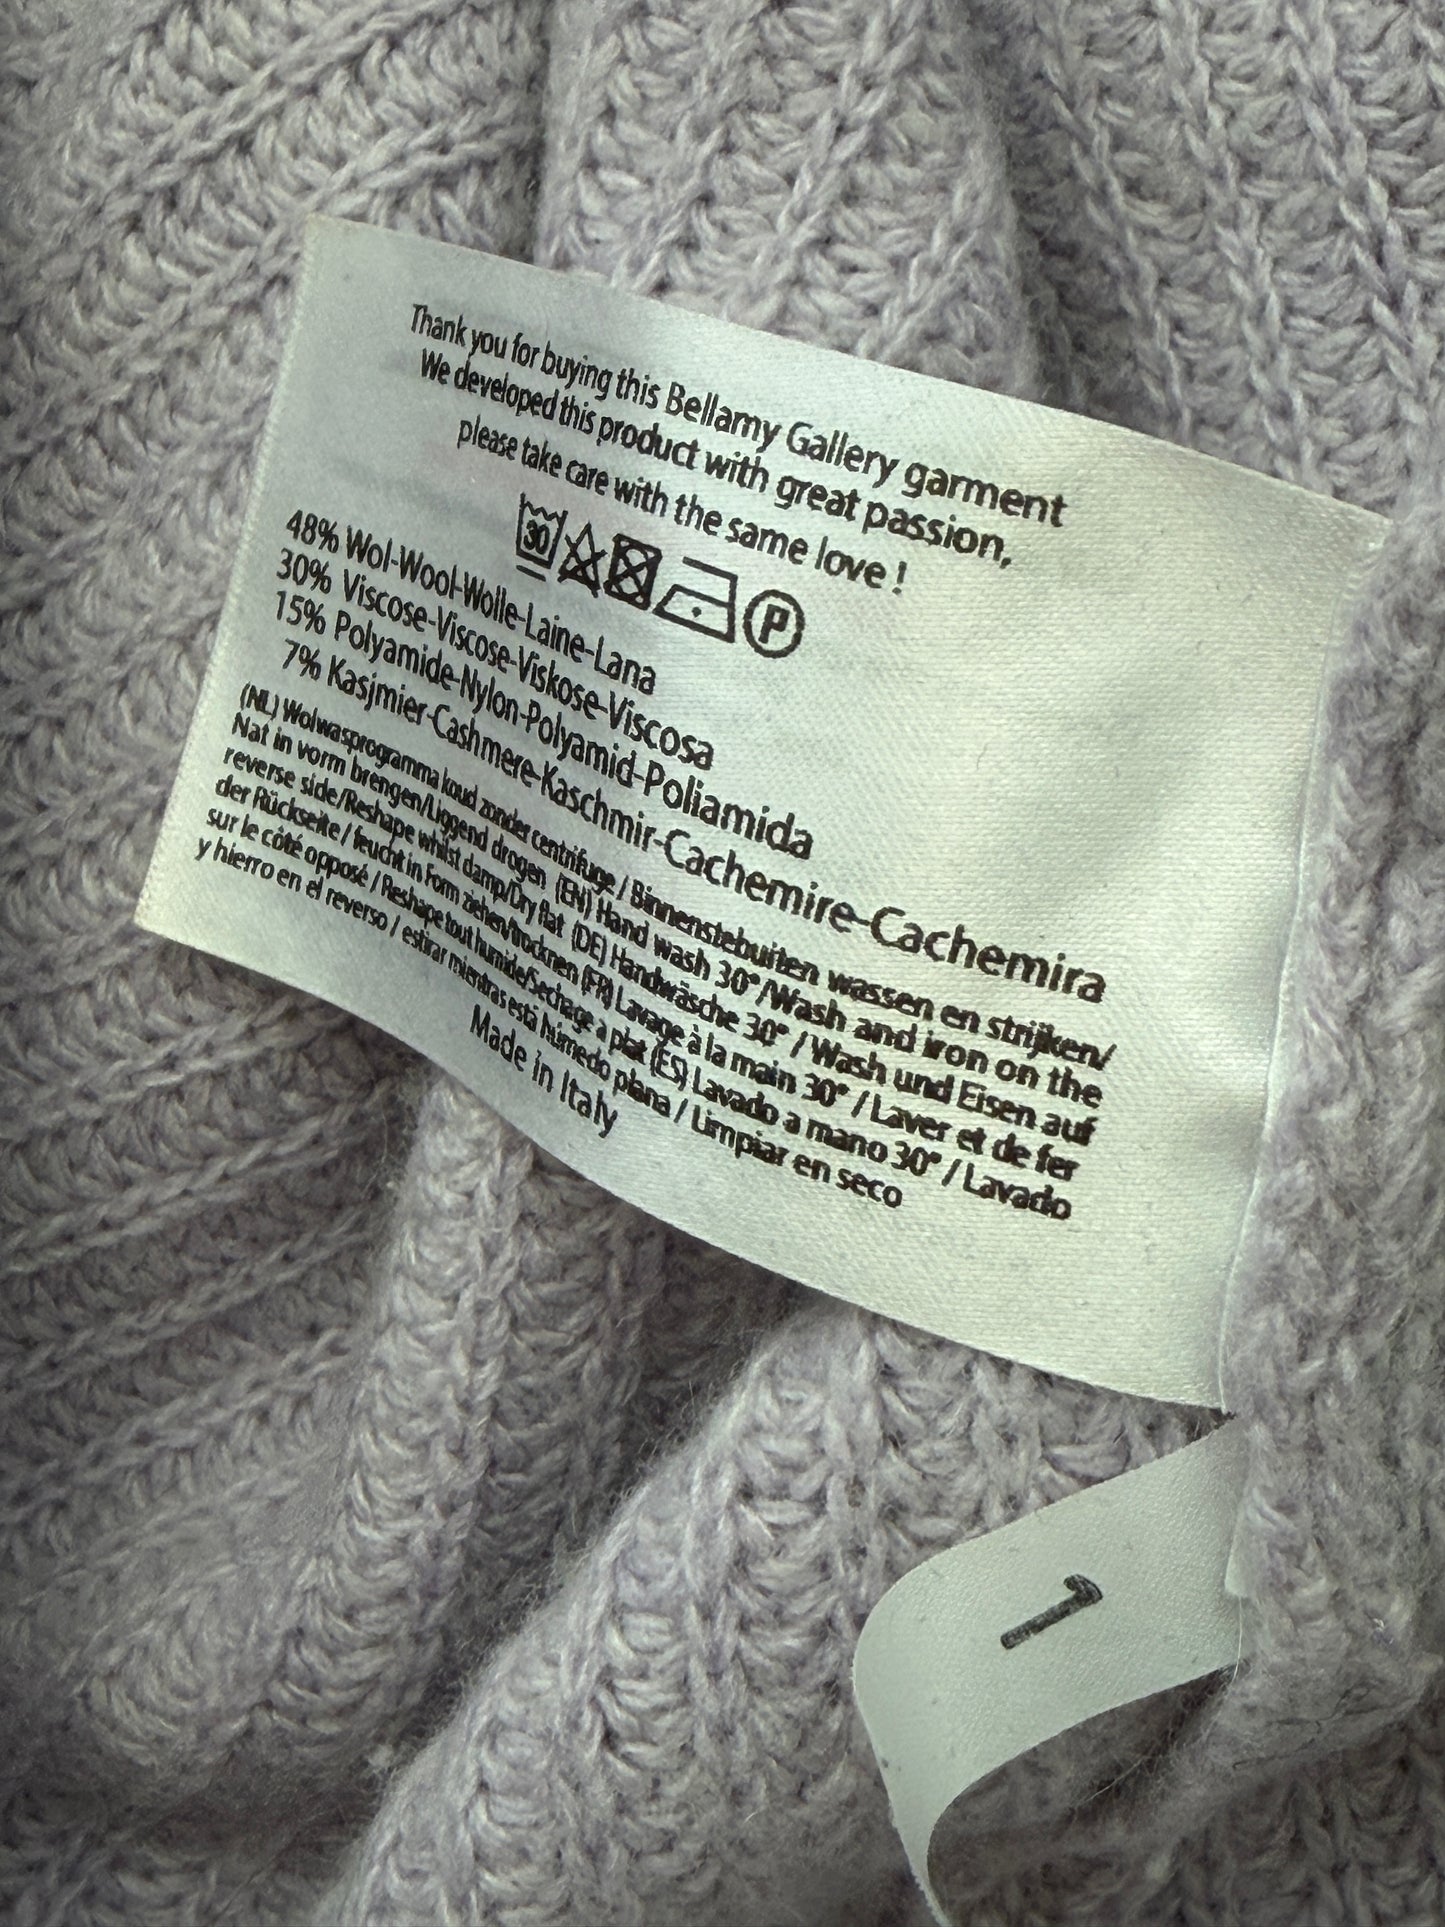 Thank you for buying this Bellamy Gallery garment
We developed this product with great passion,
please take care with the same love !
30 P
48% Wol-Wool-Wolle-Laine-Lana
30% Viscose-Viscose-Viskose-Viscosa
15% Polyamide-Nylon-Polyamid-Poliamida
7% Kasjmier-Cashmere-Kaschmir-Cachemire-Cachemira
(NL) Wolwasprogramma koud zonder centrifuge / Binnenstebuiten wassen en strijken/
Nat in vorm brengen/Liggend drogen (EN) Hand wash 30°/Wash and iron on the
reverse side/Reshape whilst damp/Dry flat (DE) Handwäsche 30° / Wash und Eisen auf
der Rückseite / feucht in Form ziehen/trocknen (FR) Lavage à la main 30° / Laver et de fer
sur le côté opposé / Reshape tout humide/Sechage a plat (ES) Lavado a mano 30° / Lavado
y hierro en el reverso / estirar mientras está húmedo plana / Limpiar en seco
Made in Italy
1